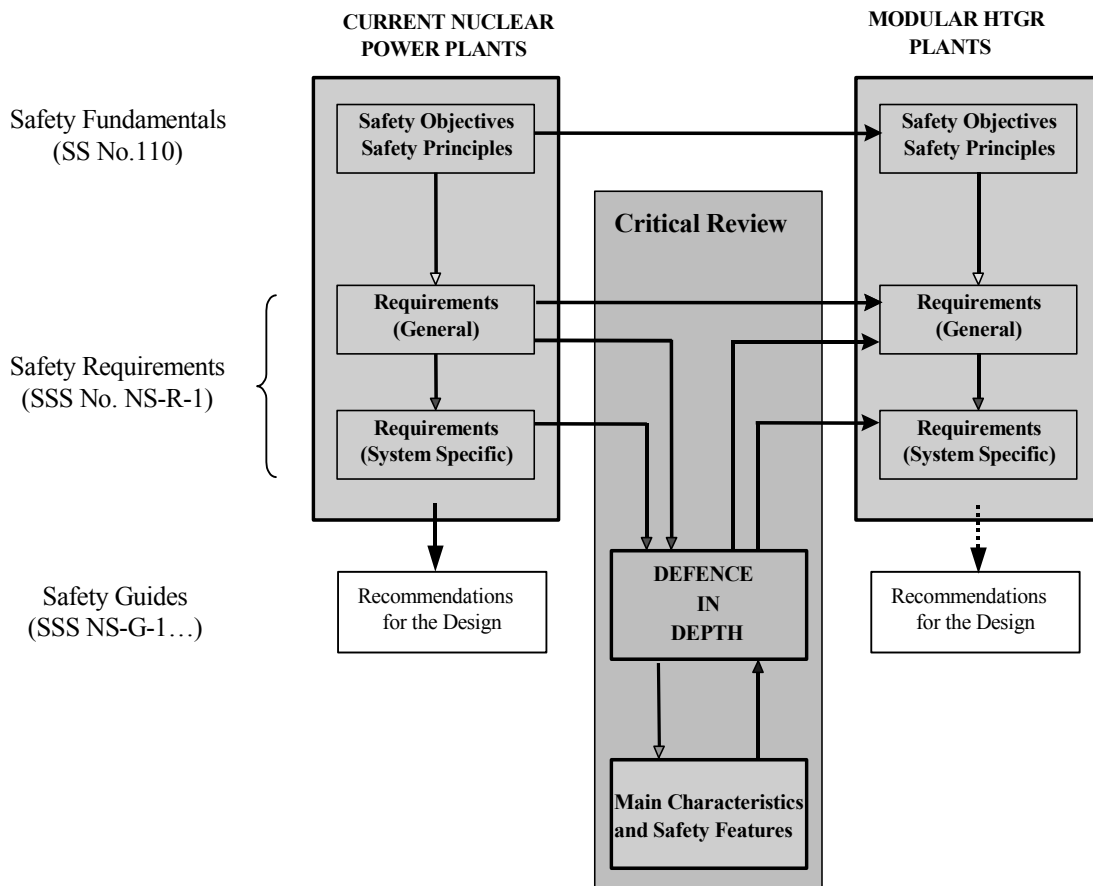 CURRENT NUCLEAR
POWER PLANTS
MODULAR HTGR
PLANTS
Safety Fundamentals
(SS No.110)
Safety Objectives
Safety Principles
Safety Objectives
Safety Principles
Critical Review
Safety Requirements
(SSS No. NS-R-1)
Requirements
(General)
Requirements
(General)
Requirements
(System Specific)
Requirements
(System Specific)
Safety Guides
(SSS NS-G-1…)
Recommendations
for the Design
DEFENCE
IN
DEPTH
Recommendations
for the Design
Main Characteristics
and Safety Features